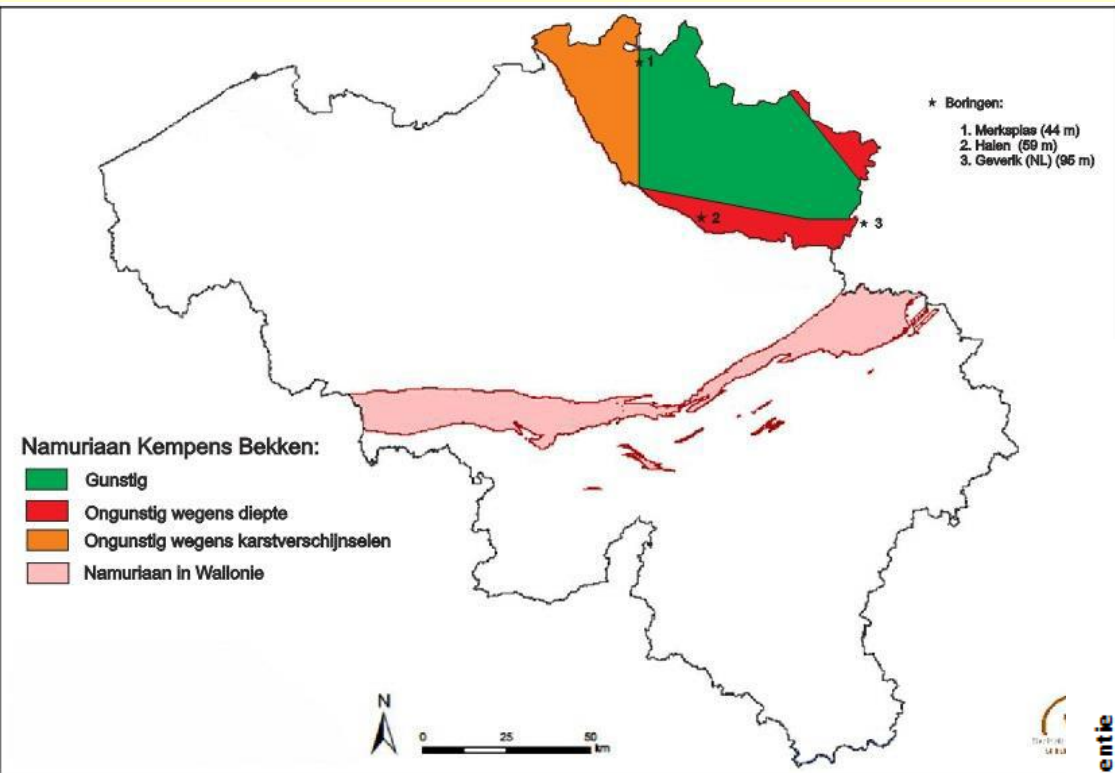 1
★ Boringen:
1. Merksplas (44 m)
2. Halen (59 m)
3. Geverik (NL) (95 m)
2
3
Namuriaan Kempens Bekken:
Gunstig
Ongunstig wegens diepte
Ongunstig wegens karstverschijnselen
Namuriaan in Wallonie
N
0 25 50
km
entie